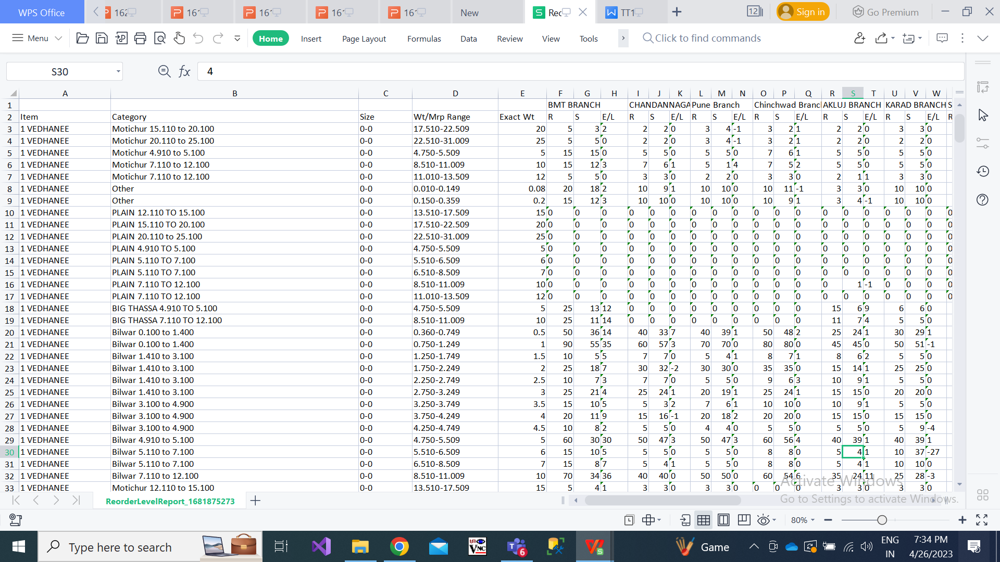 WPS Office 162 161 161 161 161 New Rec TT1 12 Sign in Go Premium
Menu Home Insert Page Layout Formulas Data Review View Tools Click to find commands
S30 fx 4
A B C D E F G H I J K L M N O P Q R S T U V W
1 BMT BRANCH CHANDANNAGA Pune Branch Chinchwad Branch AKLUJ BRANCH KARAD BRANCH S
2 Item Category Size Wt/Mrp Range Exact Wt R S E/L R S E/L R S E/L R S E/L R S E/L R S E/L R
3 1 VEDHANEE Motichur 15.110 to 20.100 0-0 17.510-22.509 20 5 3 2 2 2 0 3 4 -1 3 2 1 2 2 0 3 3 0
4 1 VEDHANEE Motichur 20.110 to 25.100 0-0 22.510-31.009 25 5 5 0 2 2 0 3 4 -1 3 2 1 2 2 0 2 2 0
5 1 VEDHANEE Motichur 4.910 to 5.100 0-0 4.750-5.509 5 15 15 0 5 5 0 5 5 0 7 6 1 5 5 0 5 5 0
6 1 VEDHANEE Motichur 7.110 to 12.100 0-0 8.510-11.009 10 15 12 3 7 6 1 5 1 4 7 5 2 5 5 0 5 5 0
7 1 VEDHANEE Motichur 7.110 to 12.100 0-0 11.010-13.509 12 5 5 0 3 3 0 2 2 0 3 3 0 2 1 1 3 3 0
8 1 VEDHANEE Other 0-0 0.010-0.149 0.08 20 18 2 10 9 1 10 10 0 10 11 -1 3 3 0 10 10 0
9 1 VEDHANEE Other 0-0 0.150-0.359 0.2 15 12 3 10 10 0 10 10 0 10 9 1 3 4 -1 10 10 0
10 1 VEDHANEE PLAIN 12.110 TO 15.100 0-0 13.510-17.509 15 0 0 0 0 0 0 0 0 0 0 0 0 0 0 0 0 0 0 0
11 1 VEDHANEE PLAIN 15.110 TO 20.100 0-0 17.510-22.509 20 0 0 0 0 0 0 0 0 0 0 0 0 0 0 0 0 0 0 0
12 1 VEDHANEE PLAIN 20.110 to 25.100 0-0 22.510-31.009 25 0 0 0 0 0 0 0 0 0 0 0 0 0 0 0 0 0 0 0
13 1 VEDHANEE PLAIN 4.910 TO 5.100 0-0 4.750-5.509 5 0 0 0 0 0 0 0 0 0 0 0 0 0 0 0 0 0 0 0
14 1 VEDHANEE PLAIN 5.110 TO 7.100 0-0 5.510-6.509 6 0 0 0 0 0 0 0 0 0 0 0 0 0 0 0 0 0 0 0
15 1 VEDHANEE PLAIN 5.110 TO 7.100 0-0 6.510-8.509 7 0 0 0 0 0 0 0 0 0 0 0 0 0 0 0 0 0 0 0
16 1 VEDHANEE PLAIN 7.110 TO 12.100 0-0 8.510-11.009 10 0 0 0 0 0 0 0 0 0 0 0 0 0 1 -1 0 0 0 0
17 1 VEDHANEE PLAIN 7.110 TO 12.100 0-0 11.010-13.509 12 0 0 0 0 0 0 0 0 0 0 0 0 0 0 0 0 0 0 0
18 1 VEDHANEE BIG THASSA 4.910 TO 5.100 0-0 4.750-5.509 5 25 13 12 0 0 0 0 0 0 0 0 0 15 6 9 6 6 0
19 1 VEDHANEE BIG THASSA 7.110 TO 12.100 0-0 8.510-11.009 10 25 11 14 0 0 0 0 0 0 0 0 0 11 7 4 5 5 0
20 1 VEDHANEE Bilwar 0.100 to 1.400 0-0 0.360-0.749 0.5 50 36 14 40 33 7 40 39 1 50 48 2 25 24 1 30 29 1
21 1 VEDHANEE Bilwar 0.100 to 1.400 0-0 0.750-1.249 1 90 55 35 60 57 3 70 70 0 80 80 0 45 45 0 50 51 -1
22 1 VEDHANEE Bilwar 1.410 to 3.100 0-0 1.250-1.749 1.5 10 5 5 7 7 0 5 4 1 8 7 1 8 6 2 5 5 0
23 1 VEDHANEE Bilwar 1.410 to 3.100 0-0 1.750-2.249 2 25 18 7 30 32 -2 30 30 0 35 35 0 15 14 1 25 25 0
24 1 VEDHANEE Bilwar 1.410 to 3.100 0-0 2.250-2.749 2.5 10 7 3 7 7 0 5 5 0 9 6 3 10 9 1 5 5 0
25 1 VEDHANEE Bilwar 1.410 to 3.100 0-0 2.750-3.249 3 25 21 4 25 24 1 20 19 1 25 24 1 15 15 0 20 20 0
26 1 VEDHANEE Bilwar 3.100 to 4.900 0-0 3.250-3.749 3.5 15 10 5 5 3 2 7 6 1 10 10 0 10 9 1 5 5 0
27 1 VEDHANEE Bilwar 3.100 to 4.900 0-0 3.750-4.249 4 20 11 9 15 16 -1 20 18 2 20 20 0 15 15 0 15 15 0
28 1 VEDHANEE Bilwar 3.100 to 4.900 0-0 4.250-4.749 4.5 10 8 2 5 5 0 4 4 0 5 5 0 5 5 0 5 9 -4
29 1 VEDHANEE Bilwar 4.910 to 5.100 0-0 4.750-5.509 5 60 30 30 50 47 3 50 47 3 60 56 4 40 39 1 40 39 1
30 1 VEDHANEE Bilwar 5.110 to 7.100 0-0 5.510-6.509 6 15 10 5 5 5 0 5 5 0 8 8 0 5 4 1 10 37 -27
31 1 VEDHANEE Bilwar 5.110 to 7.100 0-0 6.510-8.509 7 15 8 7 5 4 1 5 5 0 8 8 0 5 4 1 10 10 0
32 1 VEDHANEE Bilwar 7.110 to 12.100 0-0 8.510-11.009 10 70 34 36 40 40 0 50 50 0 60 54 6 35 24 11 25 28 -3
33 1 VEDHANEE Motichur 12.110 to 15.100 0-0 13.510-17.509 15 5 4 1 3 3 0 3 3 0 0 0 0 3 3 0 3 3 0
Activate Windows
Go to Settings to activate Windows.
ReorderLevelReport_1681875273
80%
Type here to search 6 Game ENG IN 7:34 PM 4/26/2023